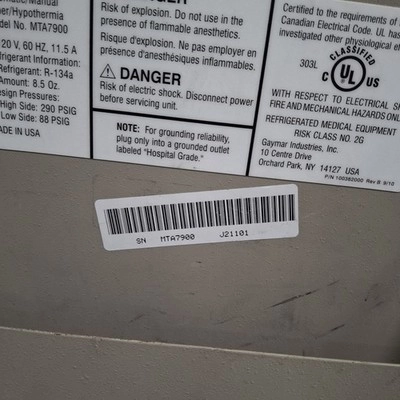 her/Hypothermia
del No. MTA7900
20 V, 60 HZ, 11.5 A
Refrigerant Information:
Refrigerant: R-134a
Amount: 8.5 Oz.
esign Pressures:
High Side: 290 PSIG
Low Side: 88 PSIG
MADE IN USA
Risk of explosion. Do not use in the
presence of flammable anesthetics.
Risque d'explosion. Ne pas employer en
présence d'anesthésiques inflammables.
DANGER
Risk of electric shock. Disconnect power
before servicing unit.
NOTE: For grounding reliability,
plug only into a grounded outlet
labeled "Hospital Grade."
Certified to the requirements of
Canadian Electrical Code. UL has
investigated other physiological ef
CLASSIFIED
303L
C UL US
WITH RESPECT TO ELECTRICAL SH
FIRE AND MECHANICAL HAZARDS ONL
REFRIGERATED MEDICAL EQUIPMENT
RISK CLASS NO. 2G
Gaymar Industries, Inc.
10 Centre Drive
Orchard Park, NY 14127 USA
P/N 100382000 Rev B 9/10
SN MTA7900 J21101